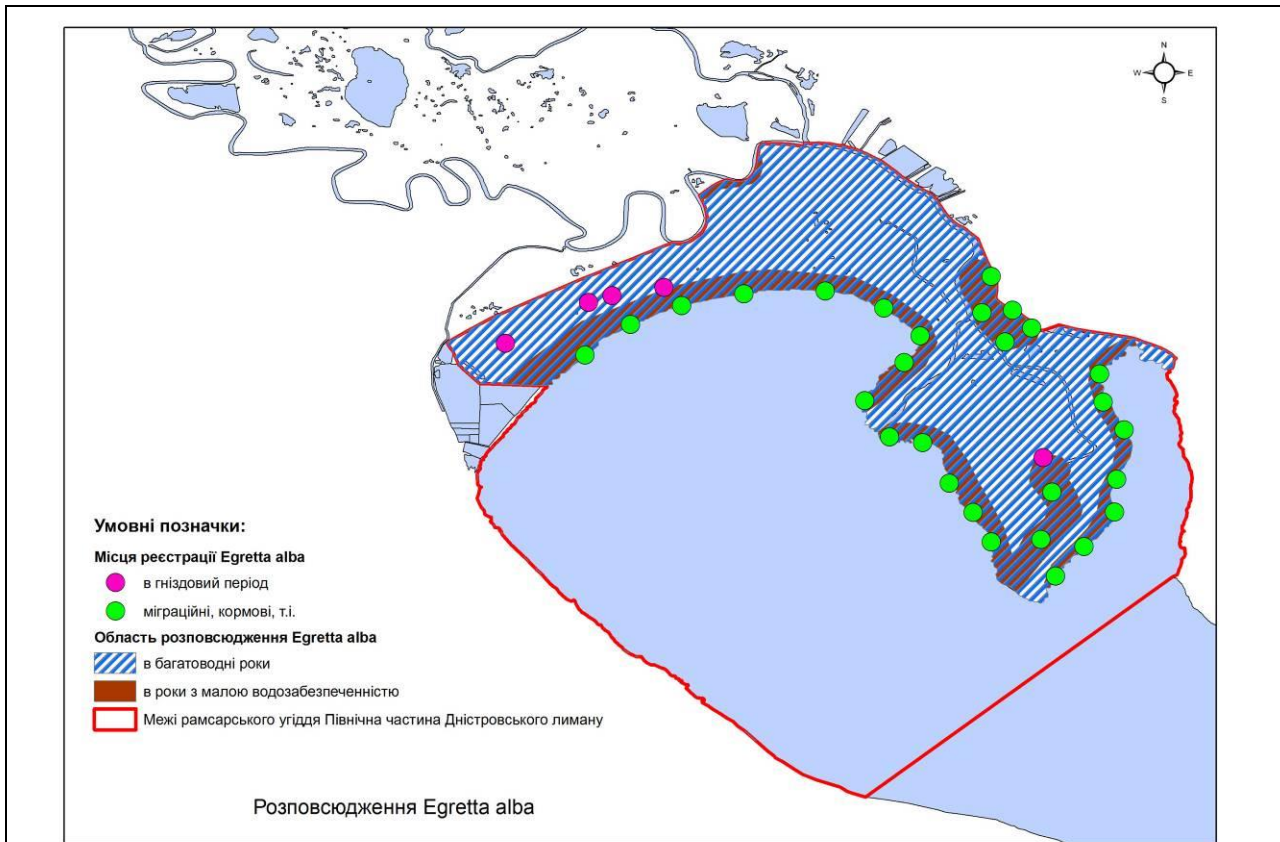 N
W E
S
Умовні позначки:
Місця реєстрації Egretta alba
в гніздовий період
міграційні, кормові, т.і.
Область розповсюдження Egretta alba
в багатоводні роки
в роки з малою водозабезпеченністю
Межі рамсарського угіддя Північна частина Дністровського лиману
Розповсюдження Egretta alba